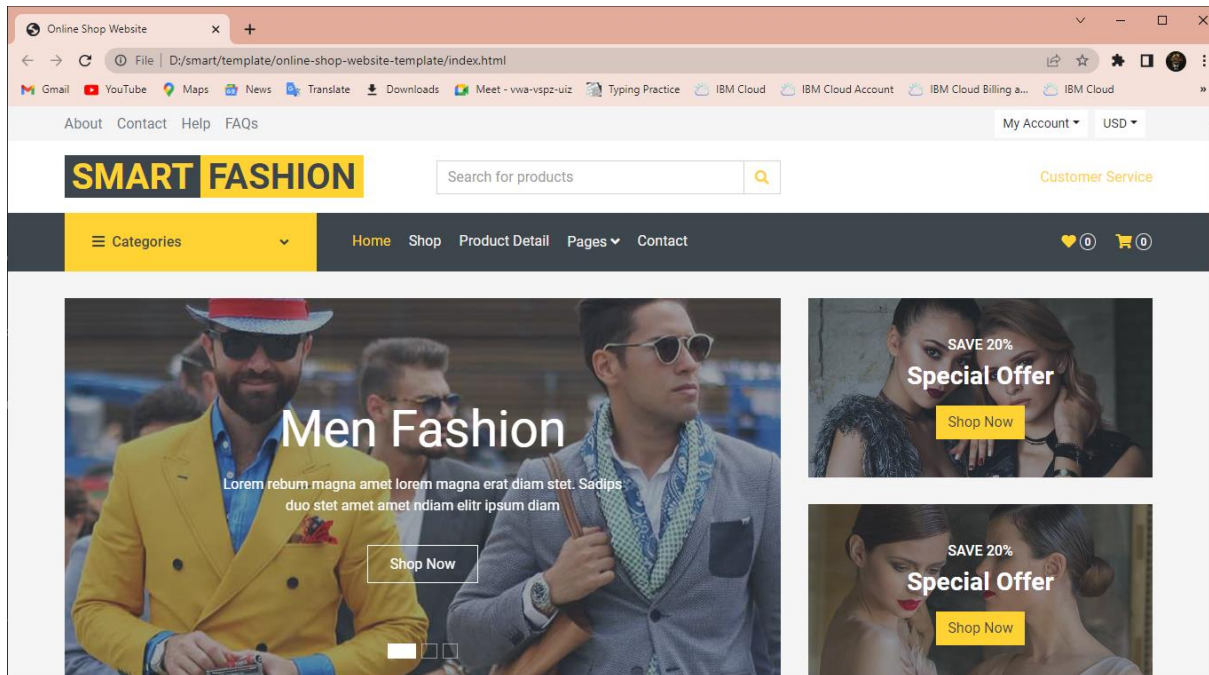 Online Shop Website
File | D:/smart/template/online-shop-website-template/index.html
Gmail YouTube Maps News Translate Downloads Meet - vwa-vspz-uiz Typing Practice IBM Cloud IBM Cloud Account IBM Cloud Billing a... IBM Cloud »
About Contact Help FAQs My Account USD
SMART FASHION Search for products Customer Service
Categories Home Shop Product Detail Pages Contact 0 0
Men Fashion
Lorem rebum magna amet lorem magna erat diam stet. Sadips
duo stet amet amet ndiam elitr ipsum diam
Shop Now
SAVE 20%
Special Offer
Shop Now
SAVE 20%
Special Offer
Shop Now